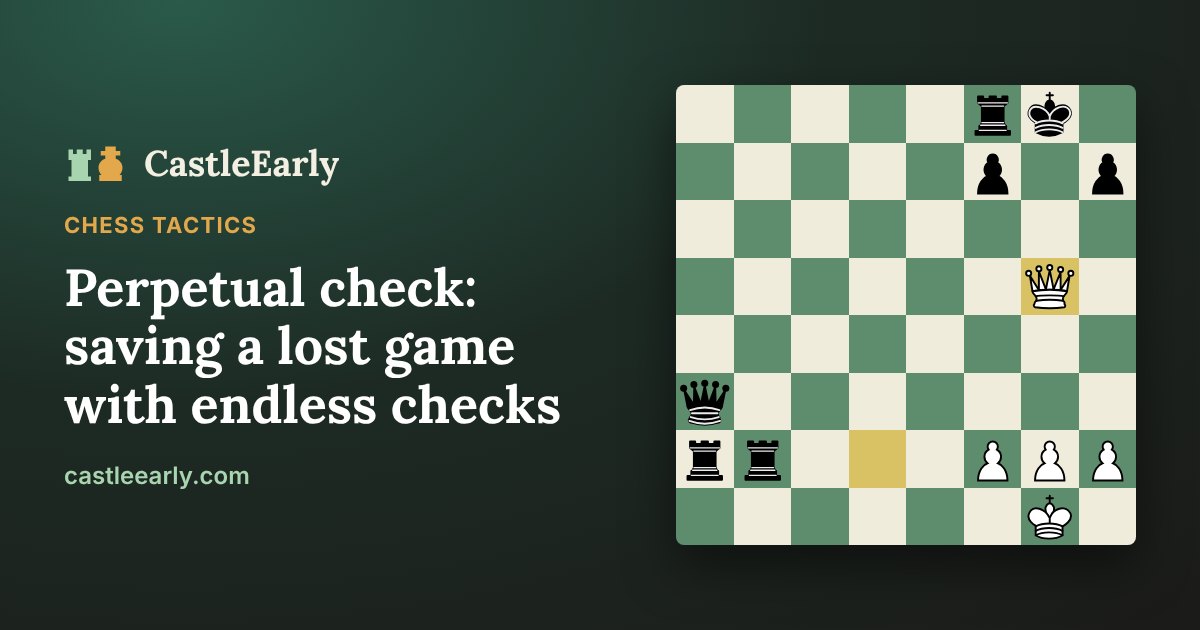 CastleEarly
CHESS TACTICS
Perpetual check:
saving a lost game
with endless checks
castleearly.com